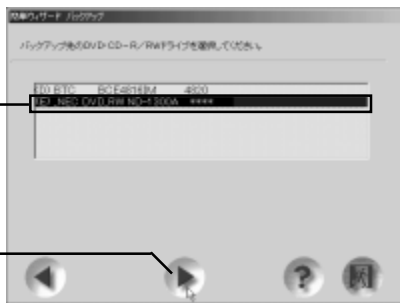 簡単ウィザード バックアップ
バックアップ先のDVD・CD-R/RWドライブを選択してください。
(D) BTC BCE4816IM 4820
(E) NEC DVD_RW ND-1300A ****
?